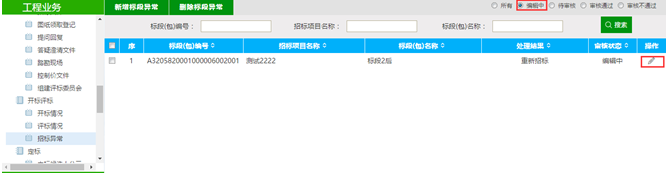 工程业务
图纸领取登记
提问回复
答疑澄清文件
踏勘现场
控制价文件
组建评标委员会
开标评标
开标情况
评标情况
招标异常
定标
新增标段异常 删除标段异常
所有 编辑中 待审核 审核通过 审核不通过
标段(包)编号： 招标项目名称： 标段(包)名称： 搜索
序 标段(包)编号 招标项目名称 标段(包)名称 处理结果 审核状态 操作
1 A3205820001000006002001 测试2222 标段2后 重新招标 编辑中